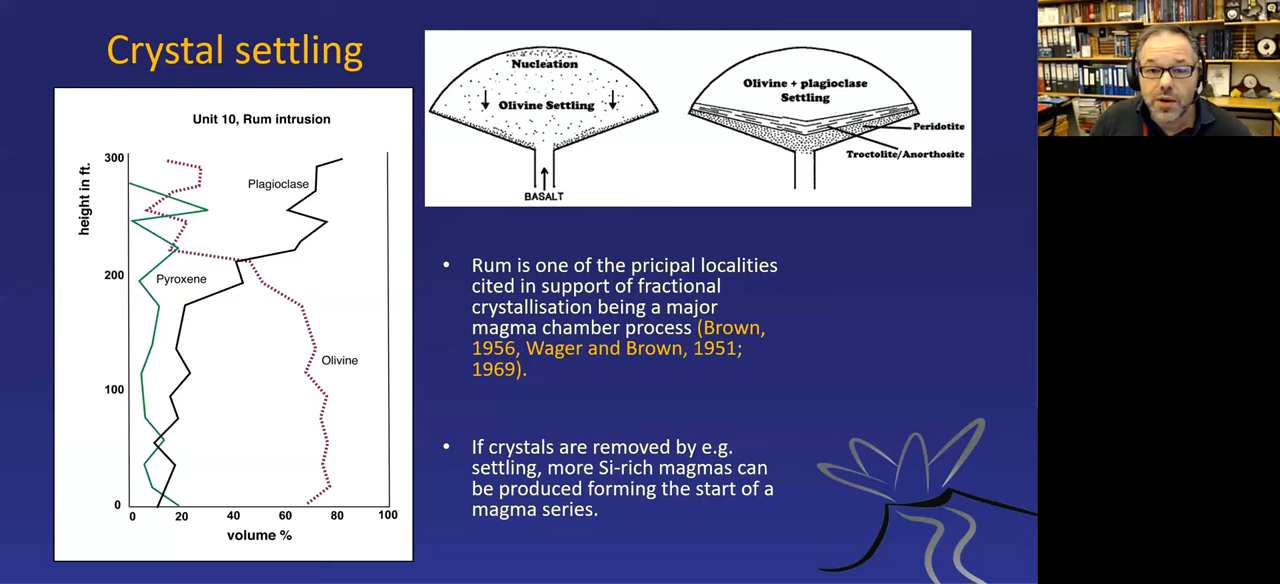 Crystal settling
Unit 10, Rum intrusion
300
200
100
0
height in ft.
Plagioclase
Pyroxene
Olivine
0 20 40 60 80 100
volume %
Nucleation
Olivine Settling
BASALT
Olivine + plagioclase
Settling
Peridotite
Troctolite/Anorthosite
• Rum is one of the pricipal localities
cited in support of fractional
crystallisation being a major
magma chamber process (Brown,
1956, Wager and Brown, 1951;
1969).
• If crystals are removed by e.g.
settling, more Si-rich magmas can
be produced forming the start of a
magma series.